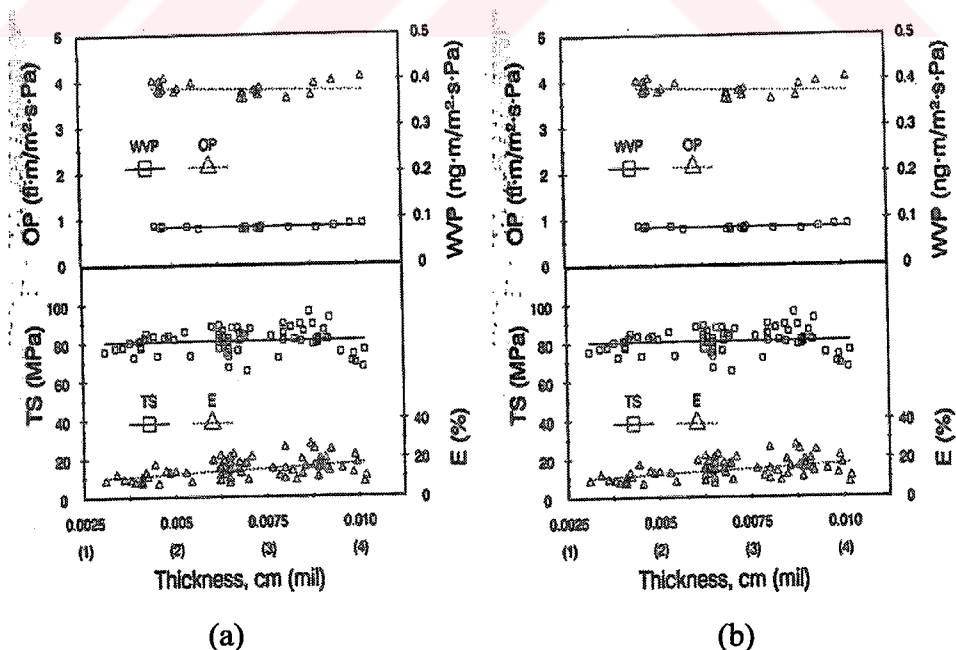 OP (fl·m/m²·s·Pa)
5
4
3
2
1
0
WVP OP
0.5
0.4
0.3
0.2
0.1
0
WVP (ng·m/m²·s·Pa)
TS (MPa)
100
80
60
40
20
0
TS E
40
20
0
E (%)
0.0025 0.005 0.0075 0.010
(1) (2) (3) (4)
Thickness, cm (mil)
(a)
OP (fl·m/m²·s·Pa)
5
4
3
2
1
0
WVP OP
0.5
0.4
0.3
0.2
0.1
0
WVP (ng·m/m²·s·Pa)
TS (MPa)
100
80
60
40
20
0
TS E
40
20
0
E (%)
0.0025 0.005 0.0075 0.010
(1) (2) (3) (4)
Thickness, cm (mil)
(b)